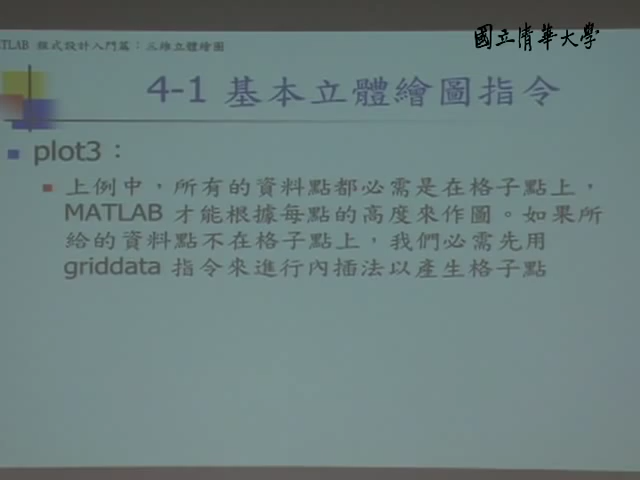 國立清華大學
MATLAB 程式設計入門篇：三維立體繪圖
4-1 基本立體繪圖指令
plot3：
上例中，所有的資料點都必需是在格子點上，
MATLAB 才能根據每點的高度來作圖。如果所
給的資料點不在格子點上，我們必需先用
griddata 指令來進行內插法以產生格子點